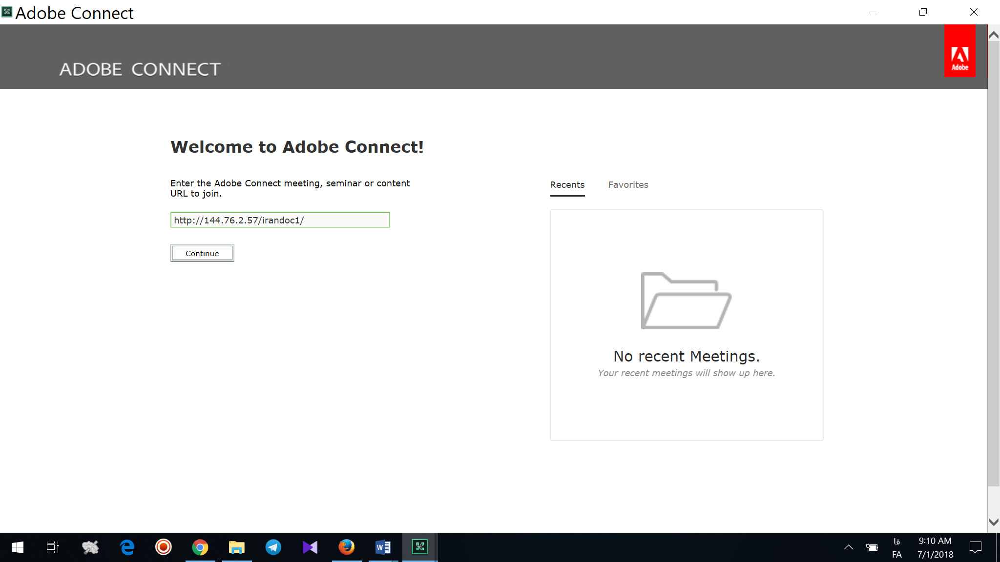 Adobe Connect
ADOBE CONNECT
Adobe
Welcome to Adobe Connect!
Enter the Adobe Connect meeting, seminar or content
URL to join.
http://144.76.2.57/irandoc1/
Continue
Recents
Favorites
No recent Meetings.
Your recent meetings will show up here.
فا
FA
9:10 AM
7/1/2018